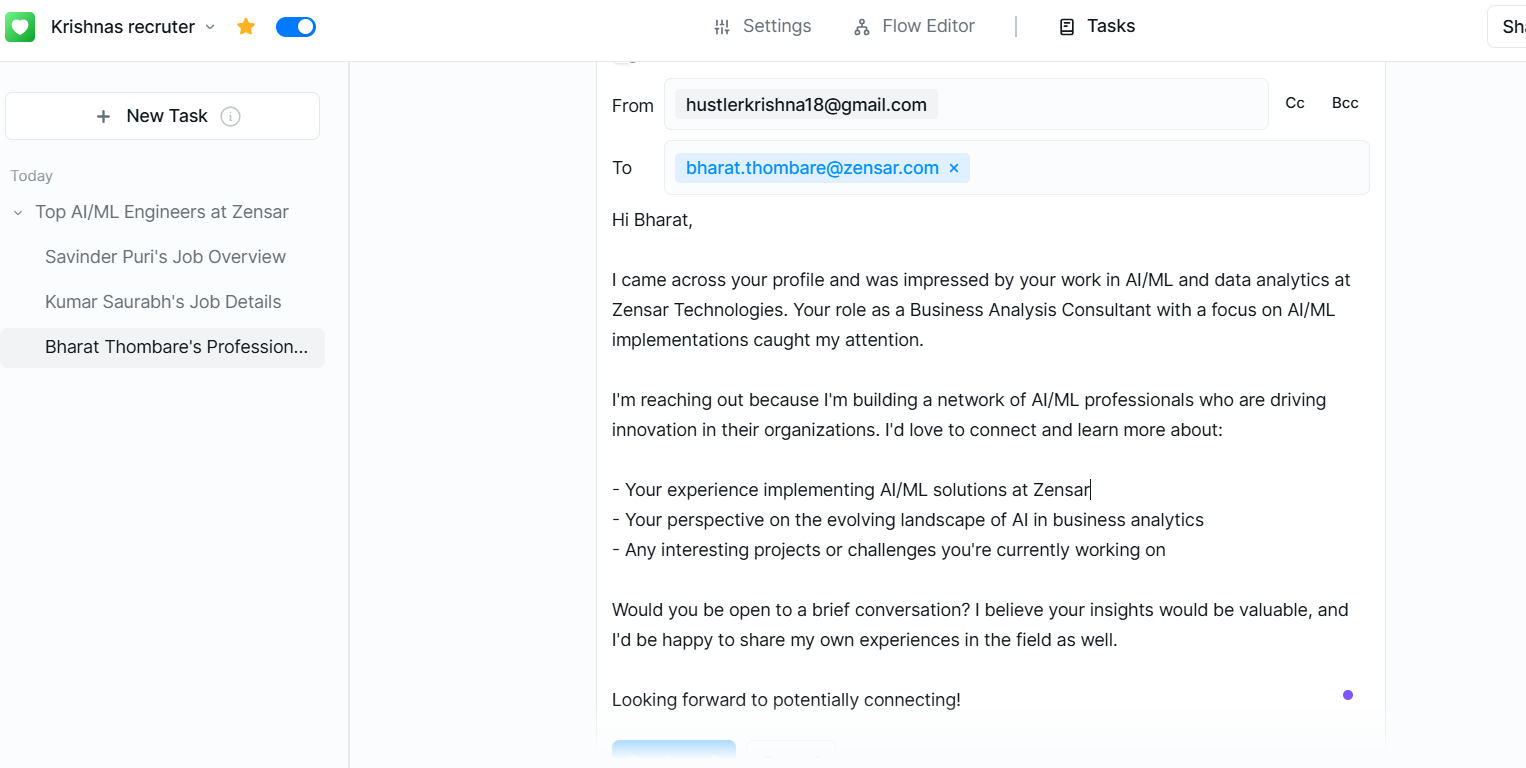 Krishnas recruter
Settings
Flow Editor
Tasks
Sha
New Task
Today
Top AI/ML Engineers at Zensar
Savinder Puri's Job Overview
Kumar Saurabh's Job Details
Bharat Thombare's Profession...
From
hustlerkrishna18@gmail.com
Cc
Bcc
To
bharat.thombare@zensar.com ×
Hi Bharat,
I came across your profile and was impressed by your work in AI/ML and data analytics at
Zensar Technologies. Your role as a Business Analysis Consultant with a focus on AI/ML
implementations caught my attention.
I'm reaching out because I'm building a network of AI/ML professionals who are driving
innovation in their organizations. I'd love to connect and learn more about:
- Your experience implementing AI/ML solutions at Zensar
- Your perspective on the evolving landscape of AI in business analytics
- Any interesting projects or challenges you're currently working on
Would you be open to a brief conversation? I believe your insights would be valuable, and
I'd be happy to share my own experiences in the field as well.
Looking forward to potentially connecting!